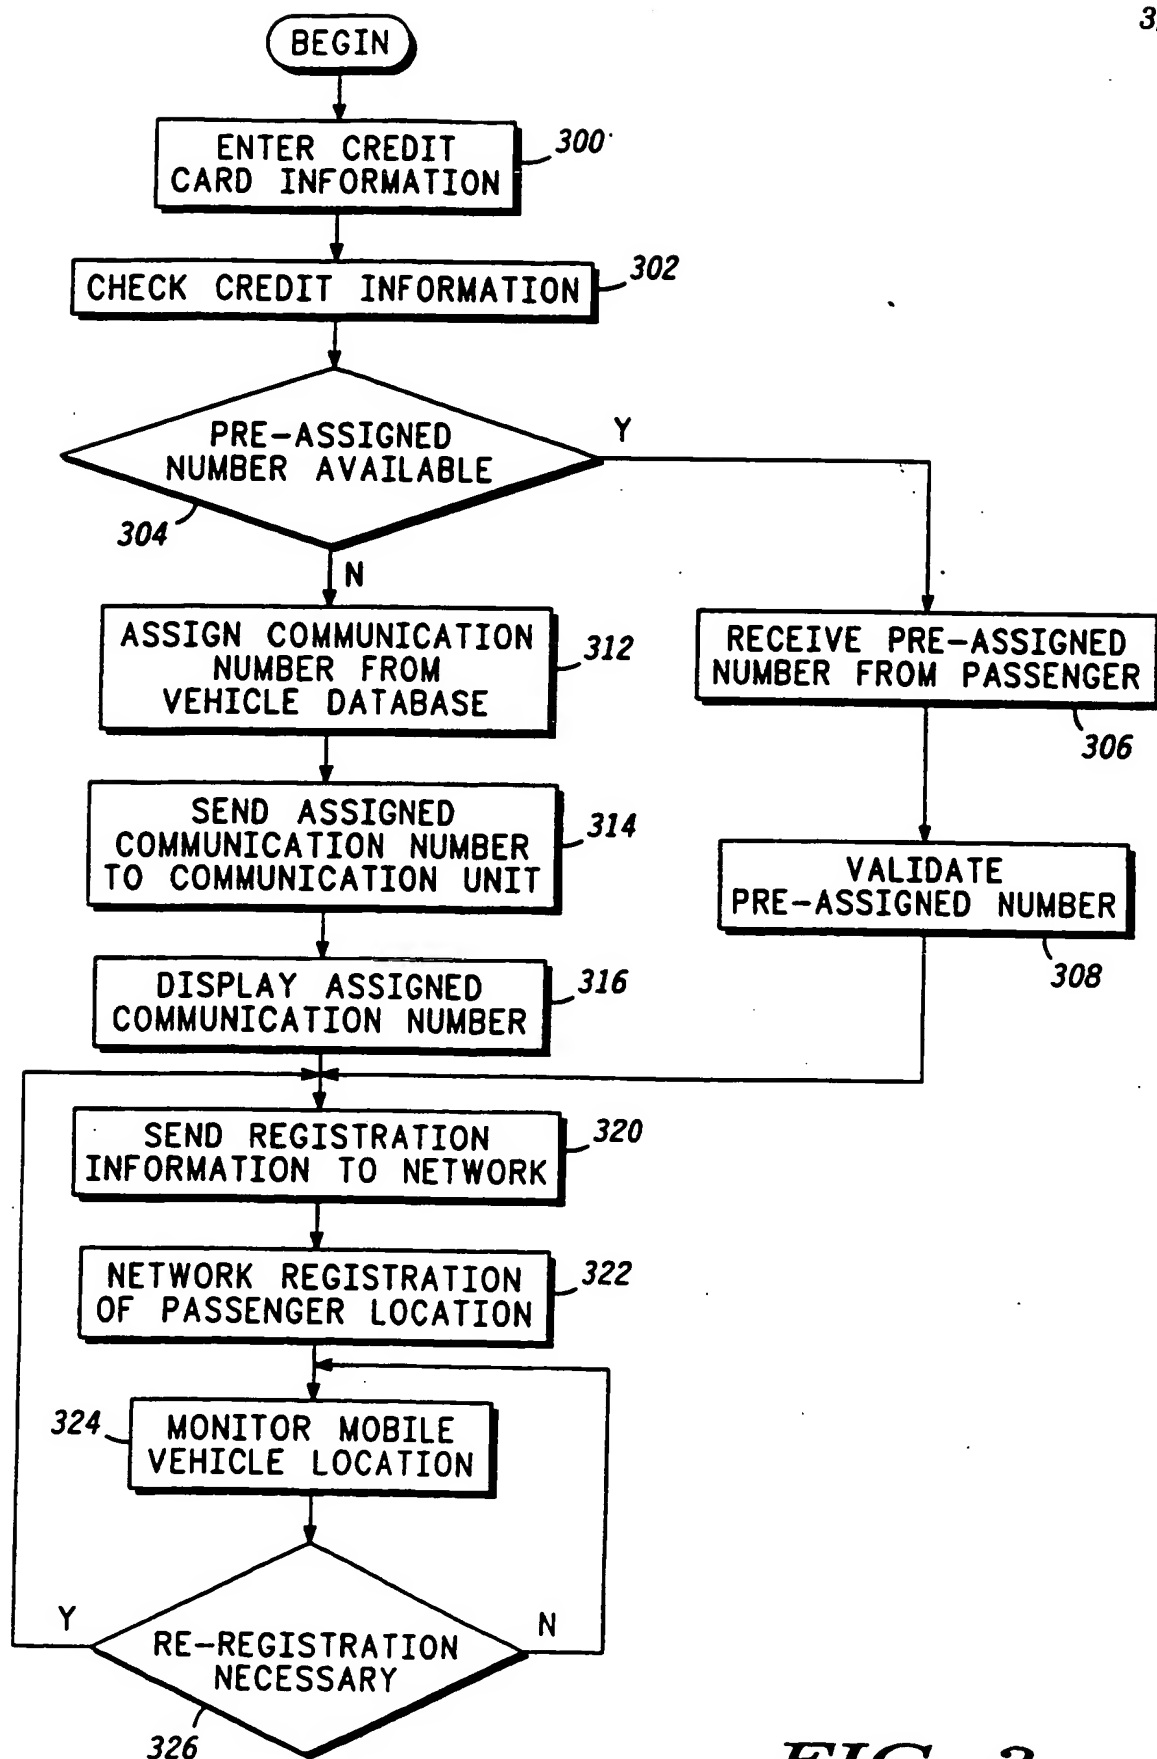 3
BEGIN
ENTER CREDIT
CARD INFORMATION
300
CHECK CREDIT INFORMATION
302
PRE-ASSIGNED
NUMBER AVAILABLE
304
Y
N
ASSIGN COMMUNICATION
NUMBER FROM
VEHICLE DATABASE
312
RECEIVE PRE-ASSIGNED
NUMBER FROM PASSENGER
306
SEND ASSIGNED
COMMUNICATION NUMBER
TO COMMUNICATION UNIT
314
VALIDATE
PRE-ASSIGNED NUMBER
308
DISPLAY ASSIGNED
COMMUNICATION NUMBER
316
SEND REGISTRATION
INFORMATION TO NETWORK
320
NETWORK REGISTRATION
OF PASSENGER LOCATION
322
324
MONITOR MOBILE
VEHICLE LOCATION
Y
N
RE-REGISTRATION
NECESSARY
326
FIG. 3